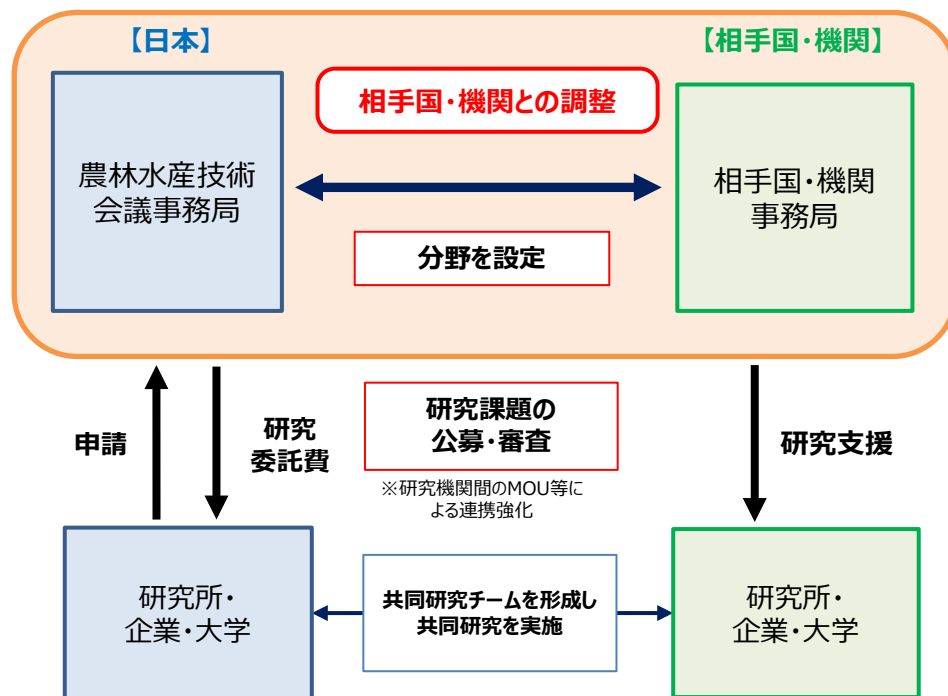 【日本】
【相手国・機関】
相手国・機関との調整
農林水産技術
会議事務局
相手国・機関
事務局
分野を設定
申請
研究
委託費
研究課題の
公募・審査
※研究機関間のMOU等に
よる連携強化
研究支援
研究所・
企業・大学
共同研究チームを形成し
共同研究を実施
研究所・
企業・大学